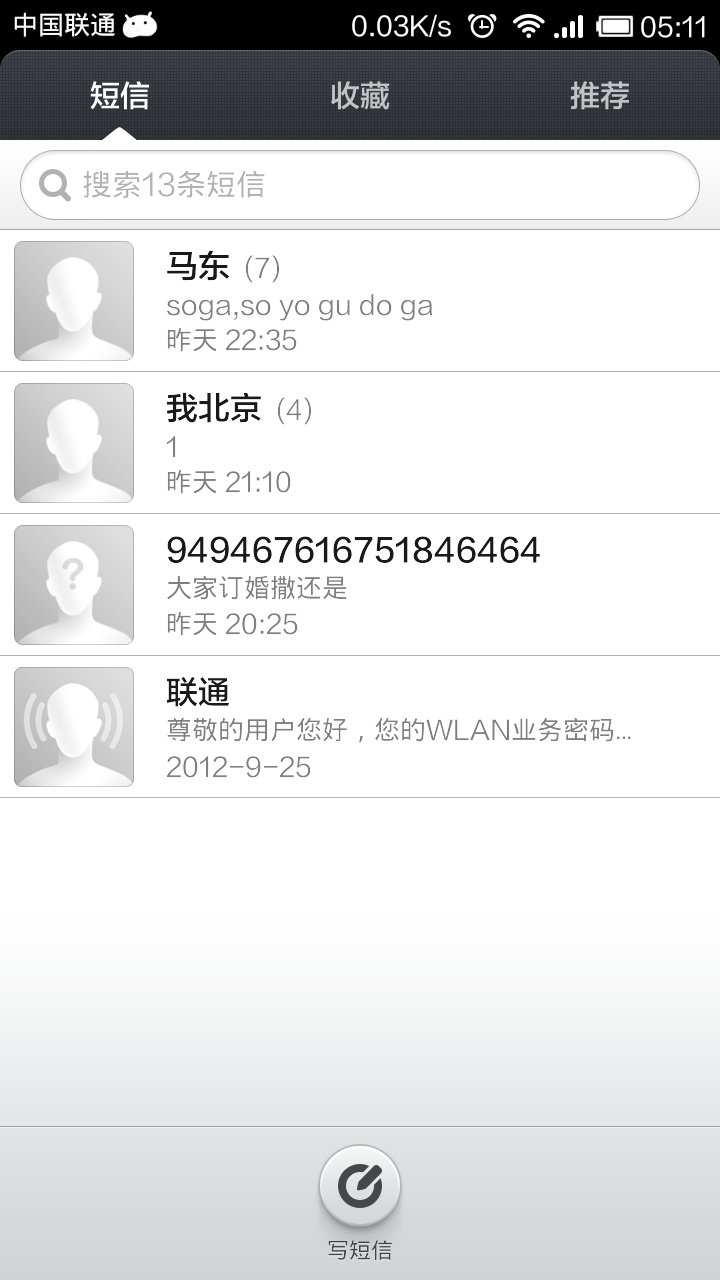 中国联通 0.03K/s 05:11
短信 收藏 推荐
搜索13条短信
马东 (7)
soga,so yo gu do ga
昨天 22:35
我北京 (4)
1
昨天 21:10
949467616751846464
?
大家订婚撒还是
昨天 20:25
联通
尊敬的用户您好，您的WLAN业务密码...
2012-9-25
写短信